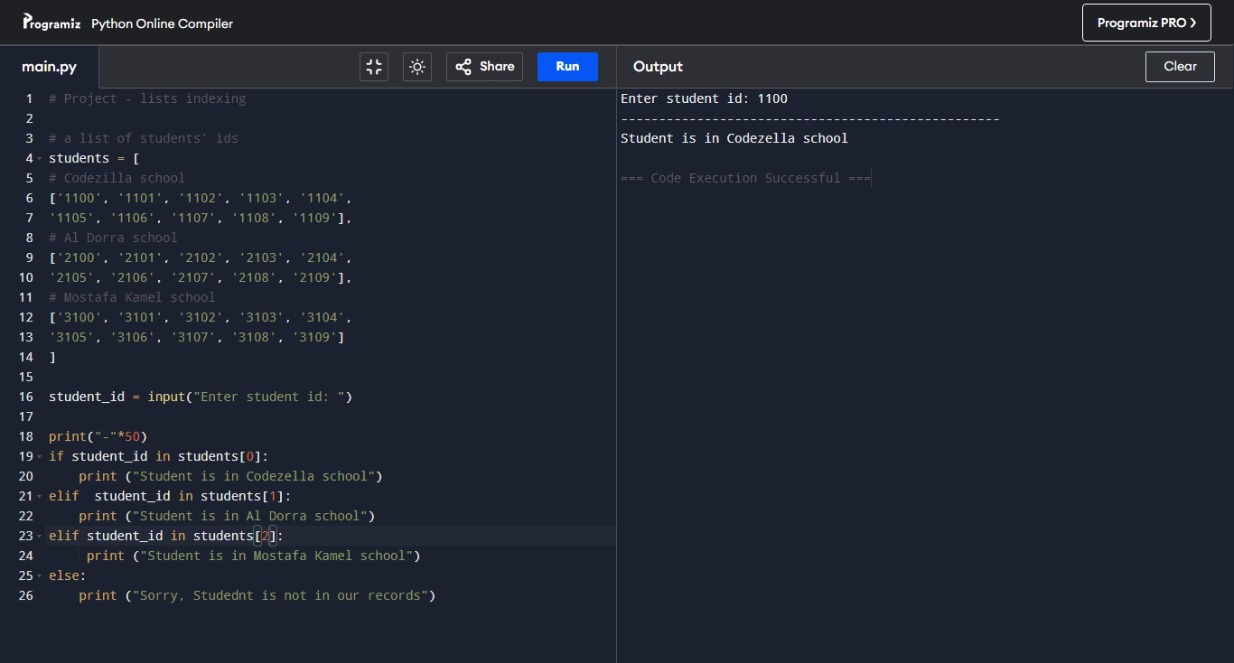 Programiz Python Online Compiler
Programiz PRO >
main.py
Share
Run
Output
Clear
1 # Project - lists indexing
2
3 # a list of students' ids
4 students = [
5 # Codezilla school
6 ['1100', '1101', '1102', '1103', '1104',
7 '1105', '1106', '1107', '1108', '1109'],
8 # Al Dorra school
9 ['2100', '2101', '2102', '2103', '2104',
10 '2105', '2106', '2107', '2108', '2109'],
11 # Mostafa Kamel school
12 ['3100', '3101', '3102', '3103', '3104',
13 '3105', '3106', '3107', '3108', '3109']
14 ]
15
16 student_id = input("Enter student id: ")
17
18 print("-"*50)
19 if student_id in students[0]:
20     print ("Student is in Codezella school")
21 elif  student_id in students[1]:
22     print ("Student is in Al Dorra school")
23 elif student_id in students[2]:
24      print ("Student is in Mostafa Kamel school")
25 else:
26     print ("Sorry, Studednt is not in our records")
Enter student id: 1100
--------------------------------------------------
Student is in Codezella school
=== Code Execution Successful ===